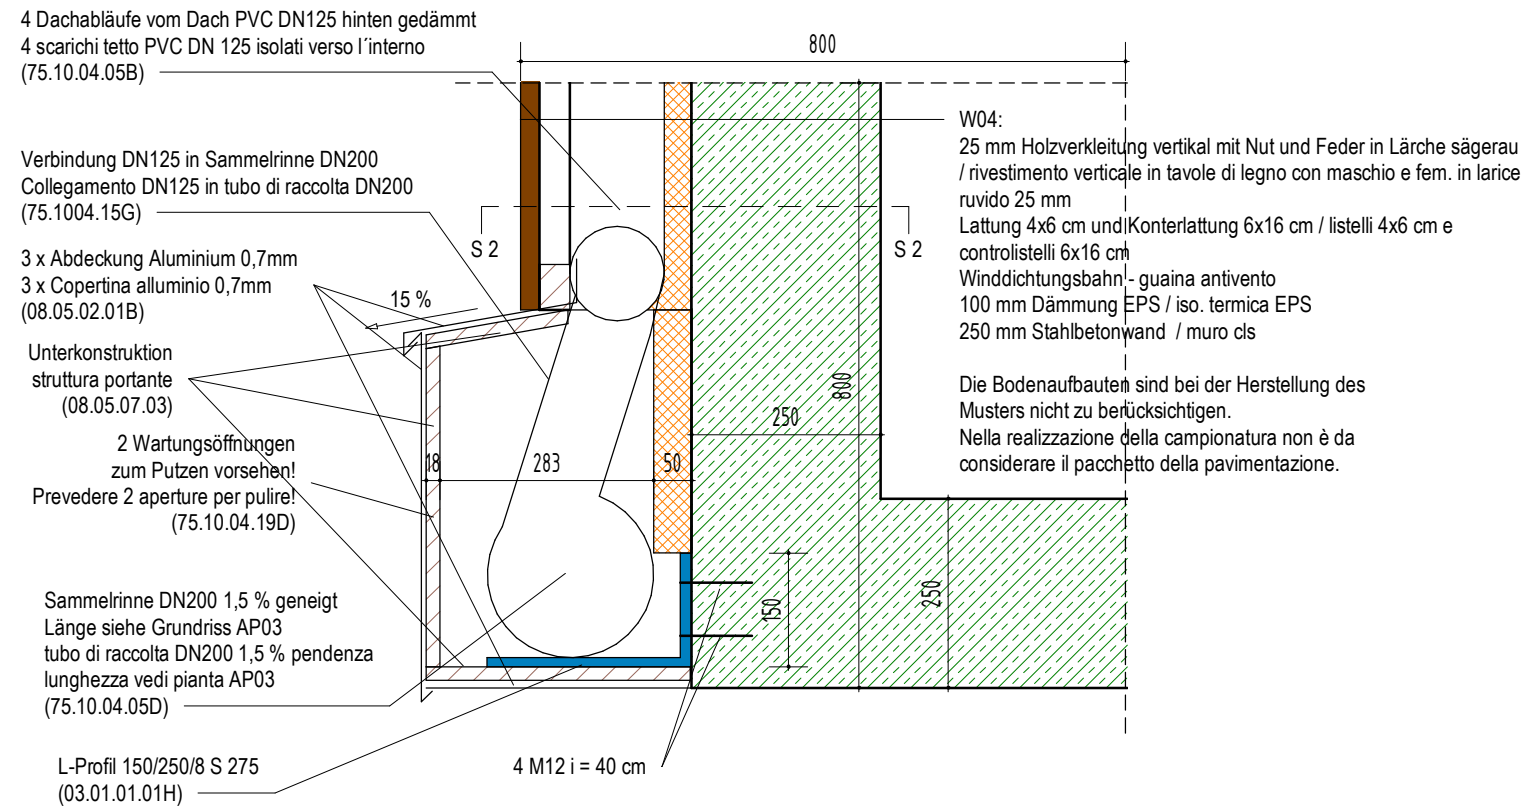 4 Dachabläufe vom Dach PVC DN125 hinten gedämmt
4 scarichi tetto PVC DN 125 isolati verso l´interno
(75.10.04.05B)
800
Verbindung DN125 in Sammelrinne DN200
Collegamento DN125 in tubo di raccolta DN200
(75.1004.15G)
S 2
S 2
3 x Abdeckung Aluminium 0,7mm
3 x Copertina alluminio 0,7mm
(08.05.02.01B)
15 %
Unterkonstruktion
struttura portante
(08.05.07.03)
2 Wartungsöffnungen
zum Putzen vorsehen!
Prevedere 2 aperture per pulire!
(75.10.04.19D)
18
283
50
250
800
W04:
25 mm Holzverkleitung vertikal mit Nut und Feder in Lärche sägerau
/ rivestimento verticale in tavole di legno con maschio e fem. in larice
ruvido 25 mm
Lattung 4x6 cm und Konterlattung 6x16 cm / listelli 4x6 cm e
controlistelli 6x16 cm
Winddichtungsbahn - guaina antivento
100 mm Dämmung EPS / iso. termica EPS
250 mm Stahlbetonwand / muro cls
Die Bodenaufbauten sind bei der Herstellung des
Musters nicht zu berücksichtigen.
Nella realizzazione della campionatura non è da
considerare il pacchetto della pavimentazione.
Sammelrinne DN200 1,5 % geneigt
Länge siehe Grundriss AP03
tubo di raccolta DN200 1,5 % pendenza
lunghezza vedi pianta AP03
(75.10.04.05D)
150
250
L-Profil 150/250/8 S 275
(03.01.01.01H)
4 M12 i = 40 cm